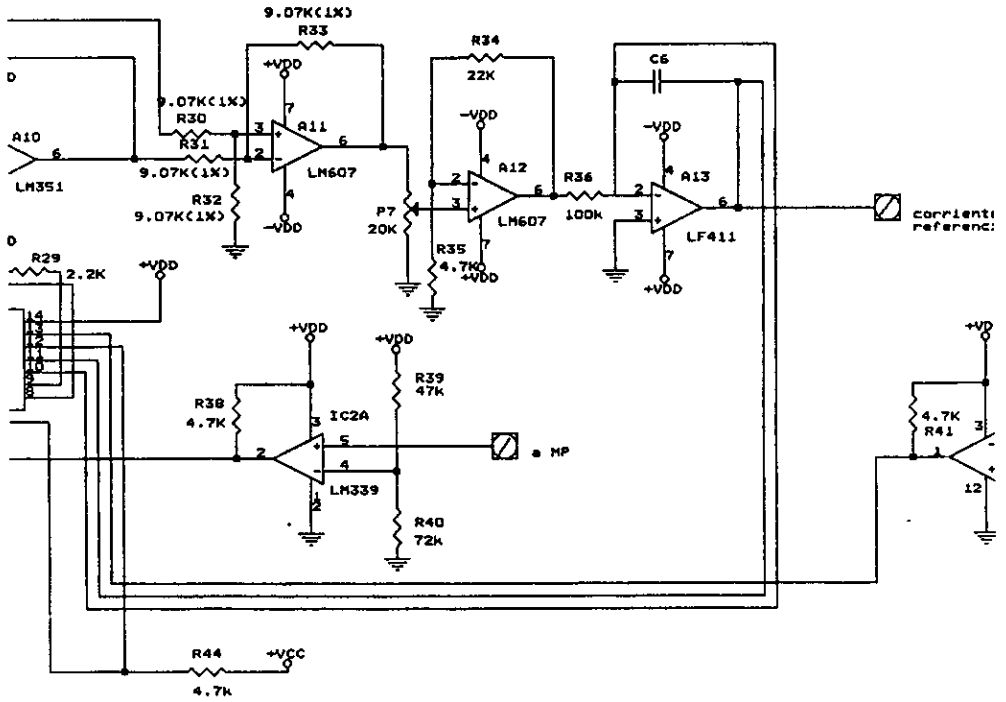 9.07K(1%)
R33
R34
22K
C6
+VDD
9.07K(1%)
R30
R31
9.07K(1%)
R32
9.07K(1%)
7
3
2
A11
6
LM607
4
-VDD
D
A10
6
LM351
-VDD
4
A12
2
3
6
LM607
7
+VDD
P7
20K
R35
4.7K
R36
100k
-VDD
4
A13
2
3
6
LF411
7
+VDD
corriente
referenci
D
R29
2.2K
+VDD
14
13
12
11
10
9
8
+VDD
R38
4.7K
2
3
IC2A
5
4
LM339
12
+VDD
R39
47k
a MP
R40
72k
+VD
4.7K
R41
1
3
12
R44
4.7k
+VCC